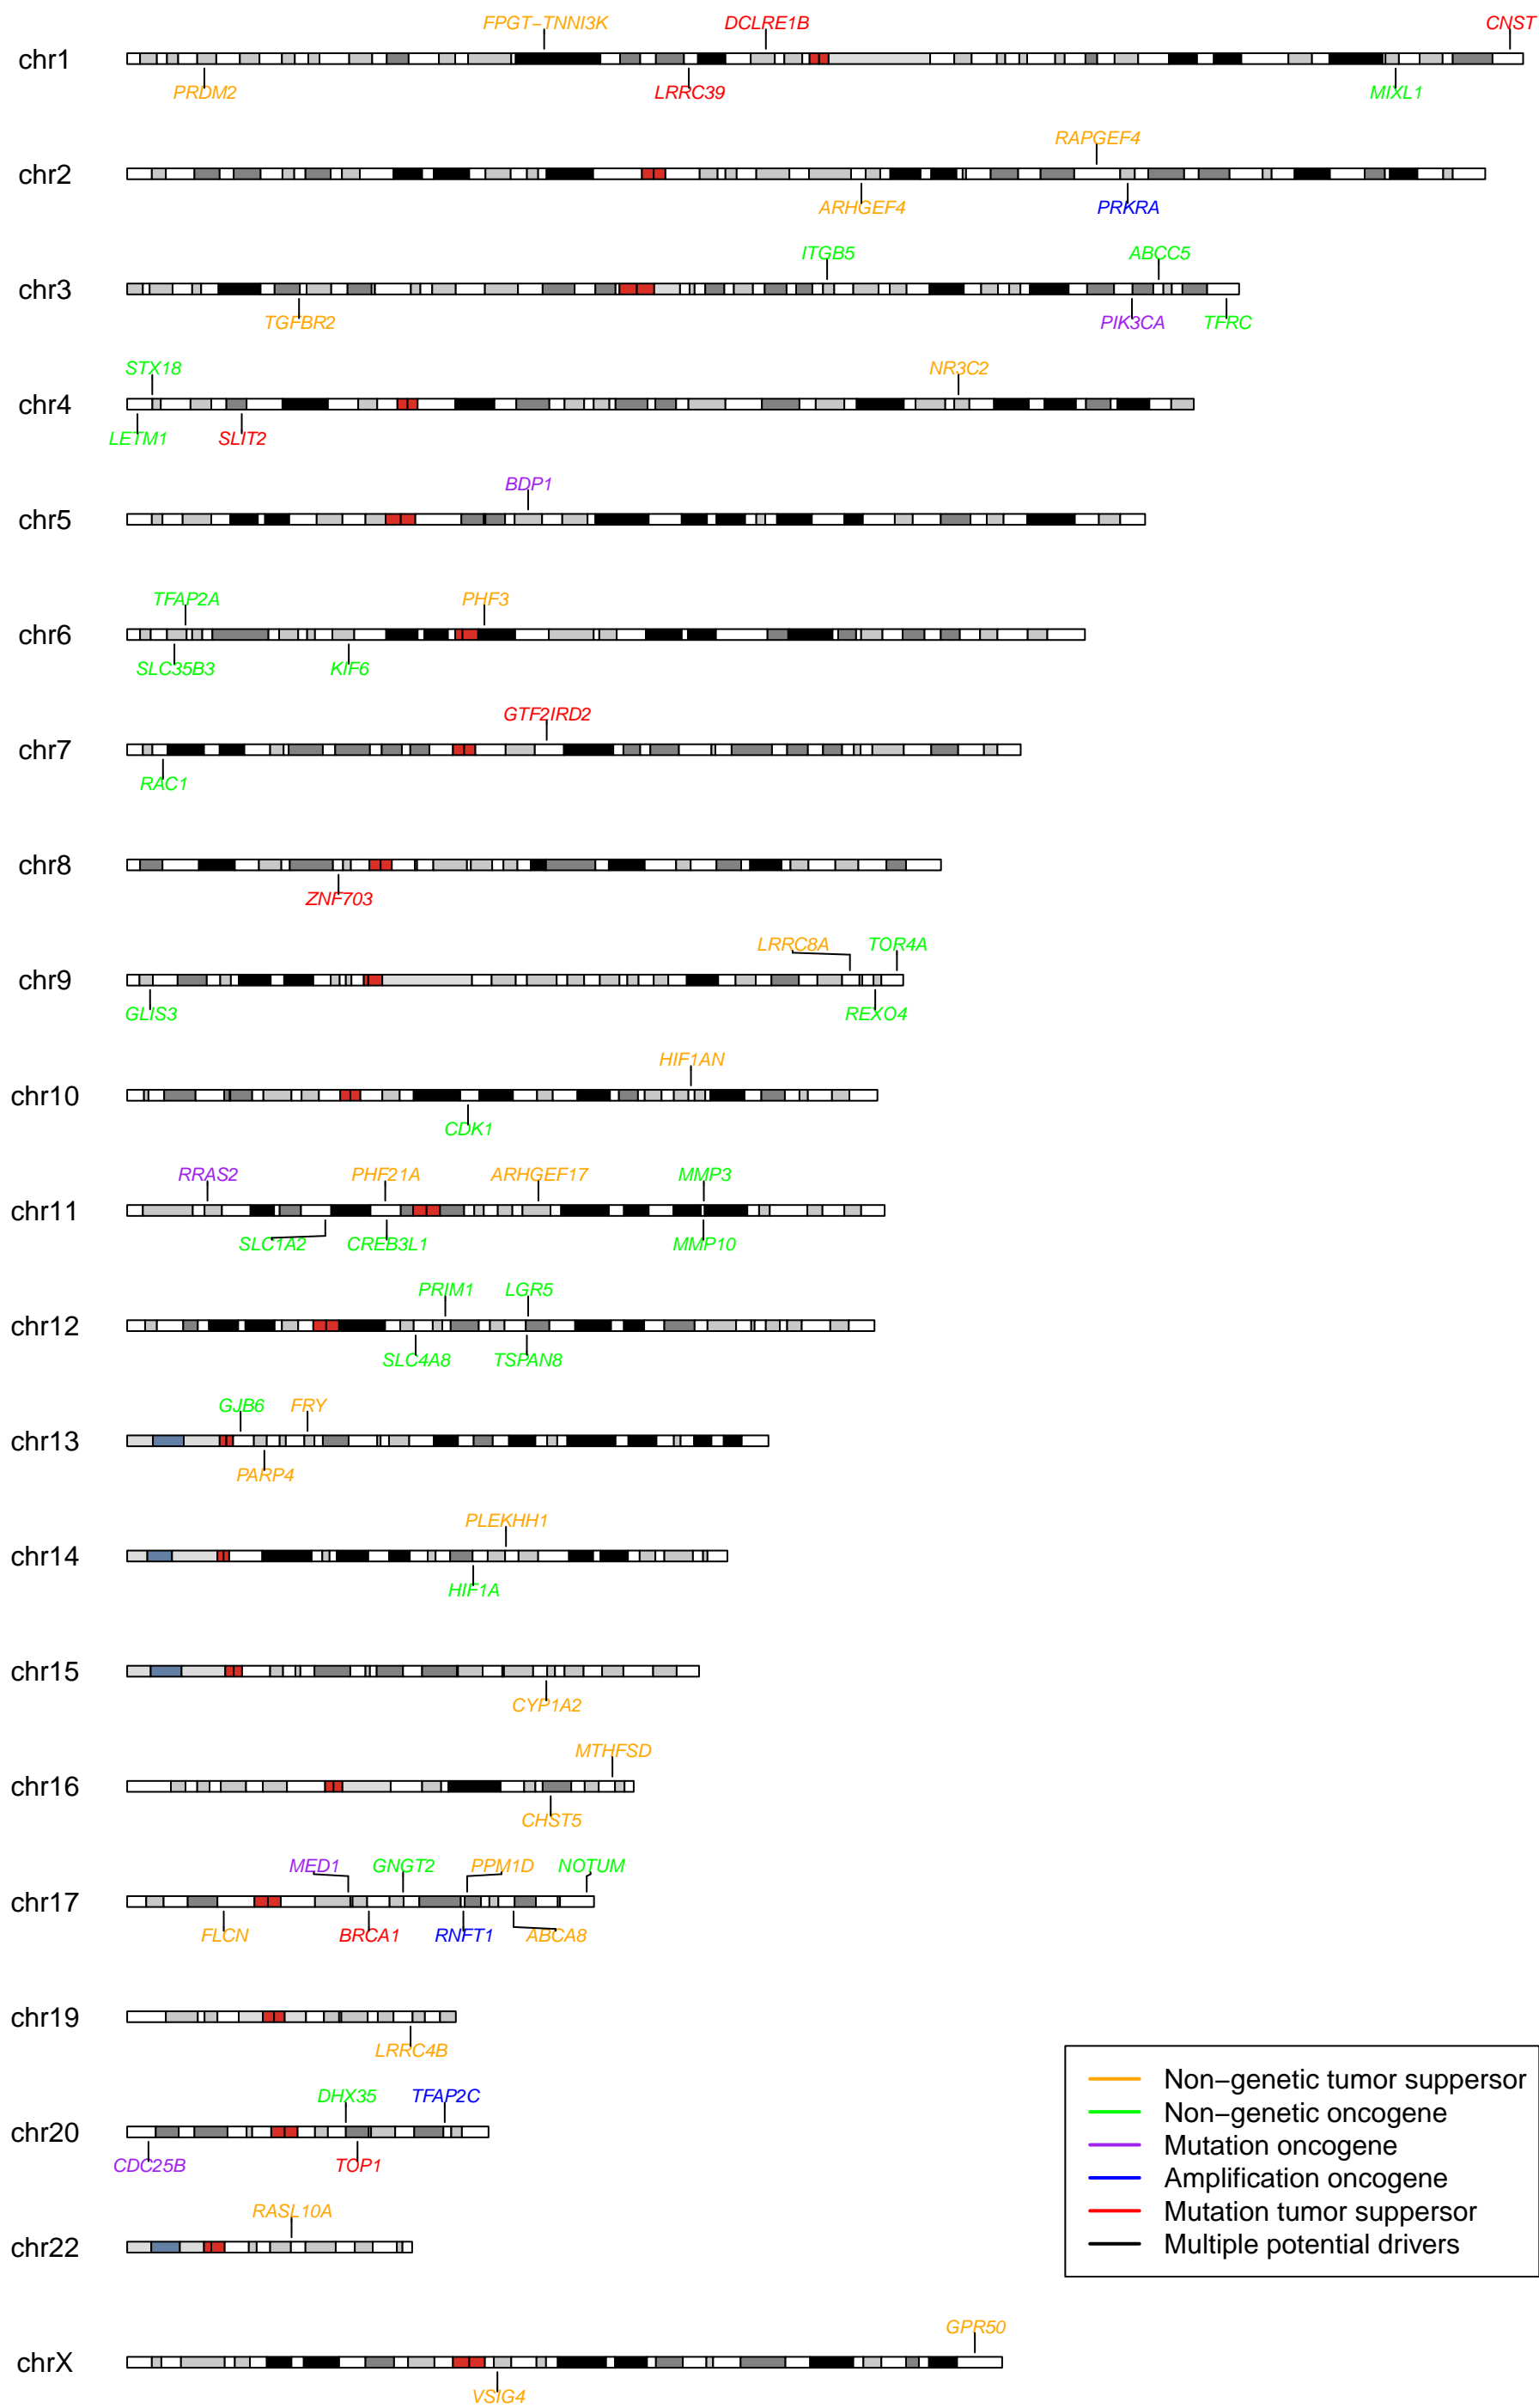 FPGT−TNNI3K DCLRE1B CNST
chr1
PRDM2 LRRC39 MIXL1
RAPGEF4
chr2
ARHGEF4 PRKRA
ITGB5 ABCC5
chr3
TGFBR2 PIK3CA TFRC
STX18 NR3C2
chr4
LETM1 SLIT2
BDP1
chr5
TFAP2A PHF3
chr6
SLC35B3 KIF6
GTF2IRD2
chr7
RAC1
chr8
ZNF703
LRRC8A TOR4A
chr9
GLIS3 REXO4
HIF1AN
chr10
CDK1
RRAS2 PHF21A ARHGEF17 MMP3
chr11
SLC1A2 CREB3L1 MMP10
PRIM1 LGR5
chr12
SLC4A8 TSPAN8
GJB6 FRY
chr13
PARP4
PLEKHH1
chr14
HIF1A
chr15
CYP1A2
MTHFSD
chr16
CHST5
MED1 GNGT2 PPM1D NOTUM
chr17
FLCN BRCA1 RNFT1 ABCA8
chr19
LRRC4B
DHX35 TFAP2C
chr20
CDC25B TOP1
RASL10A
chr22
GPR50
chrX
VSIG4
Non−genetic tumor suppersor
Non−genetic oncogene
Mutation oncogene
Amplification oncogene
Mutation tumor suppersor
Multiple potential drivers